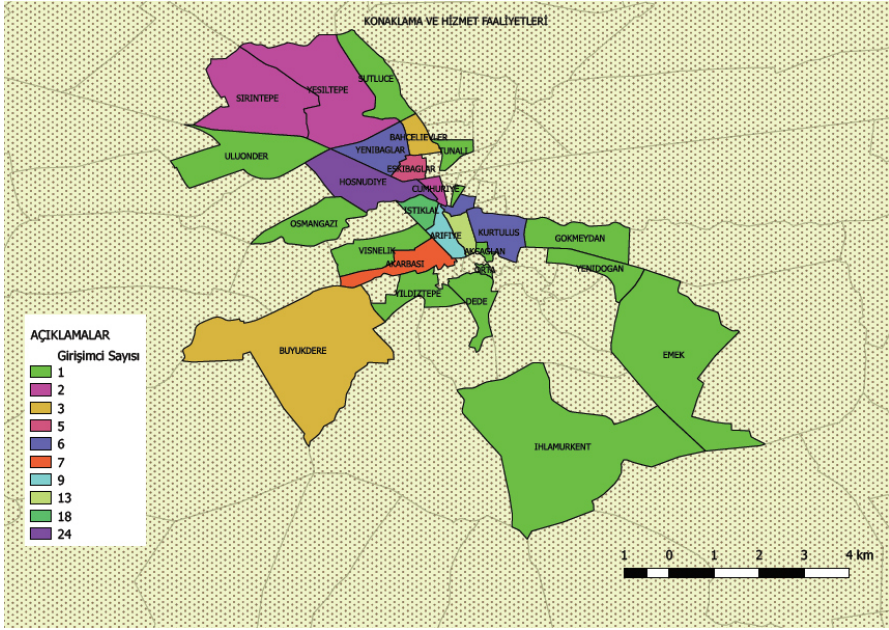 KONAKLAMA VE HİZMET FAALİYETLERİ
SUTLUCE
YESILTEPE
SIRINTEPE
BAHCELIEVLER
TUNALI
YENIBAGLAR
ULUONDER
ESKIBAGLAR
HOSNUDIYE
CUMHURIYE
ISTIKLAL
OSMANGAZI
KURTULUS
ARIFIYE
GOKMEYDAN
VISNELIK
AKCAGLAN
AKARBASI
ORTA
YENIDOGAN
YILDIZTEPE
DEDE
BUYUKDERE
EMEK
IHLAMURKENT
AÇIKLAMALAR
Girişimci Sayısı
1
2
3
5
6
7
9
13
18
24
1 0 1 2 3 4 km